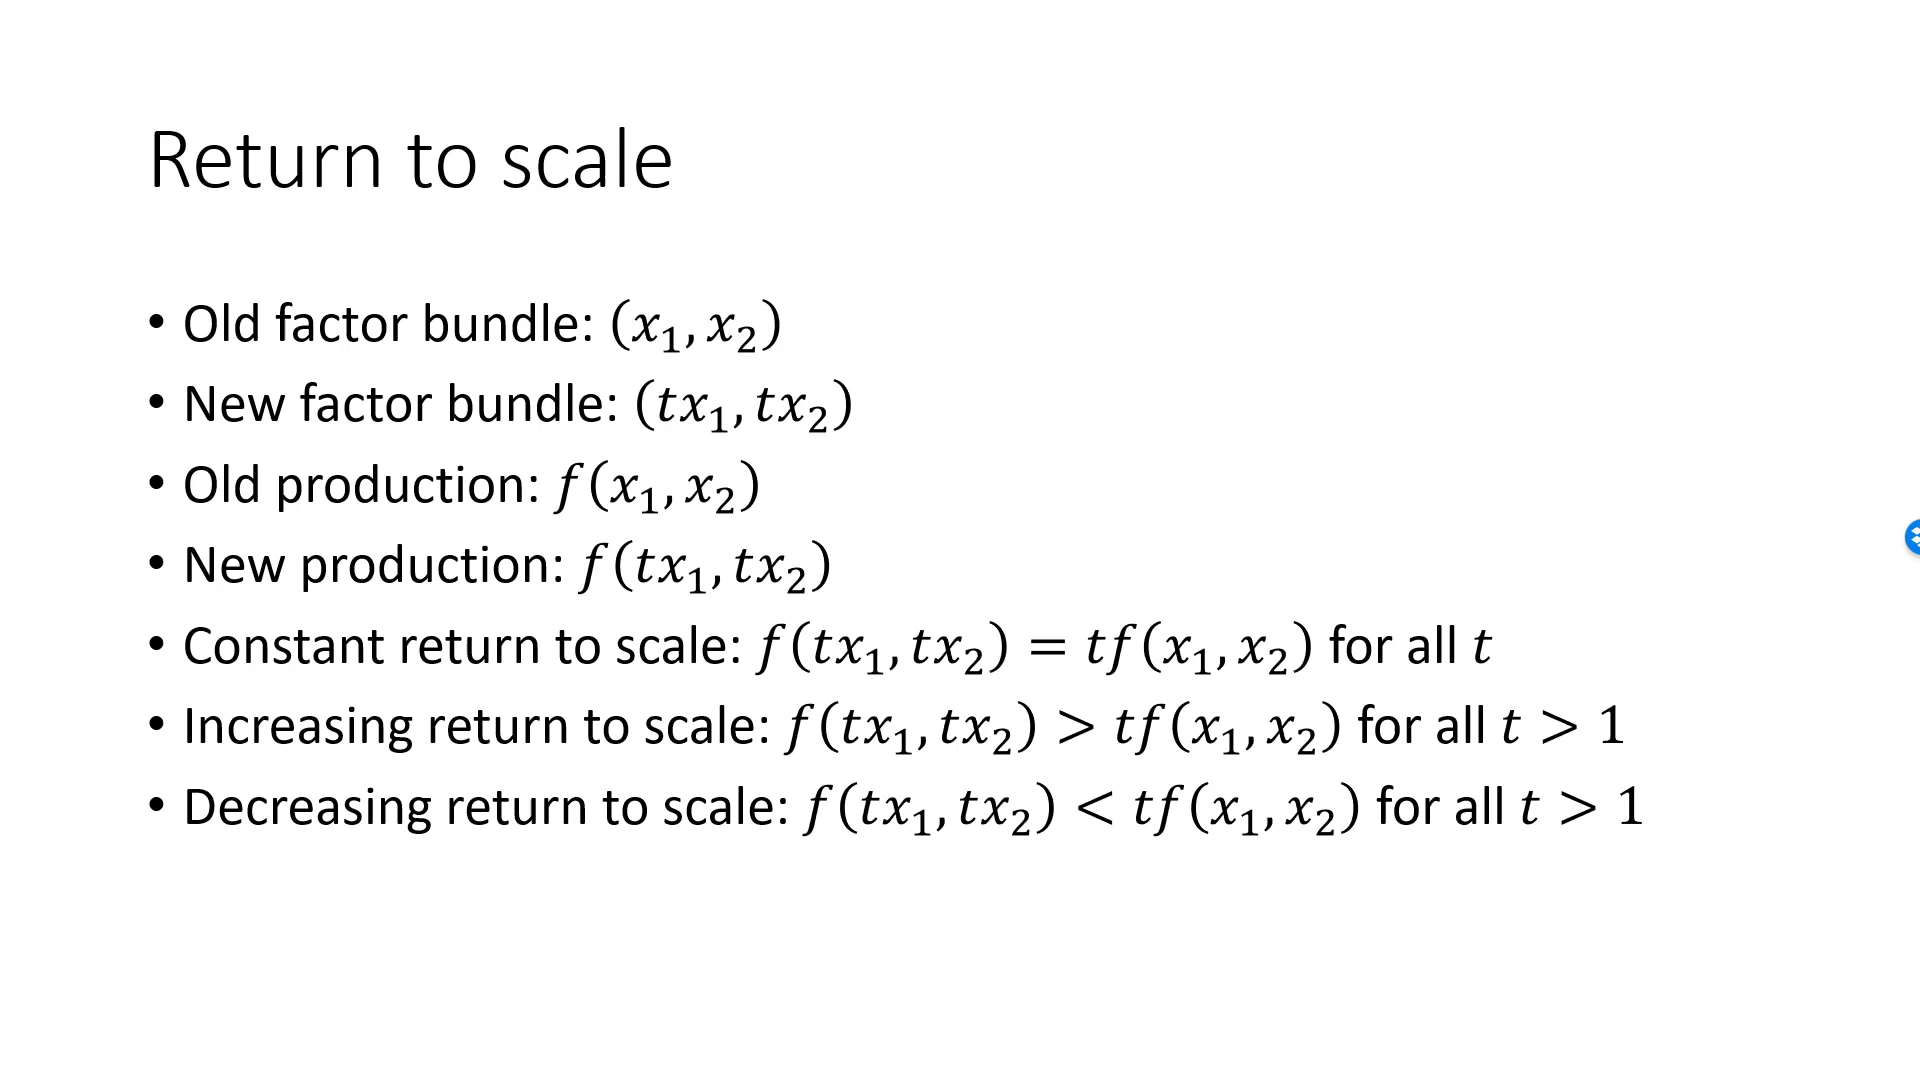 Return to scale
• Old factor bundle: (x₁, x₂)
• New factor bundle: (tx₁, tx₂)
• Old production: f(x₁, x₂)
• New production: f(tx₁, tx₂)
• Constant return to scale: f(tx₁, tx₂) = tf(x₁, x₂) for all t
• Increasing return to scale: f(tx₁, tx₂) > tf(x₁, x₂) for all t > 1
• Decreasing return to scale: f(tx₁, tx₂) < tf(x₁, x₂) for all t > 1